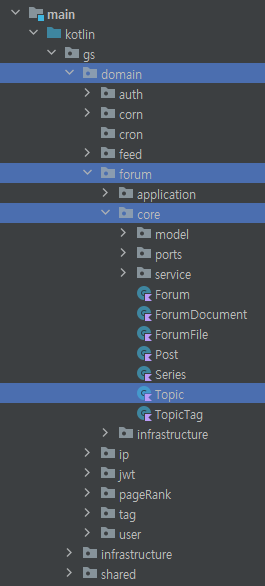 main
kotlin
gs
domain
auth
corn
cron
feed
forum
application
core
model
ports
service
Forum
ForumDocument
ForumFile
Post
Series
Topic
TopicTag
infrastructure
ip
jwt
pageRank
tag
user
infrastructure
shared